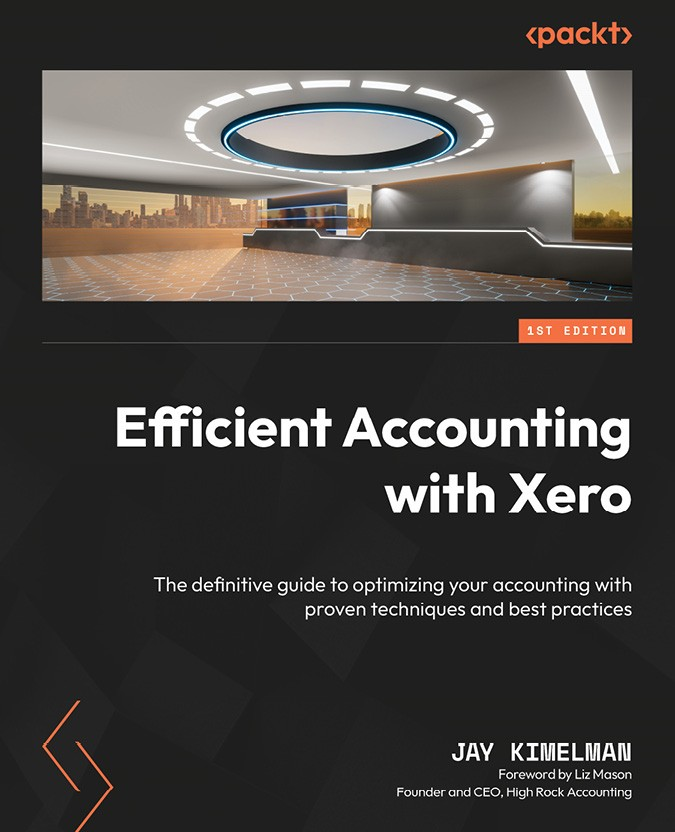 <packt>
1ST EDITION
Efficient Accounting
with Xero
The definitive guide to optimizing your accounting with
proven techniques and best practices
JAY KIMELMAN
Foreword by Liz Mason
Founder and CEO, High Rock Accounting